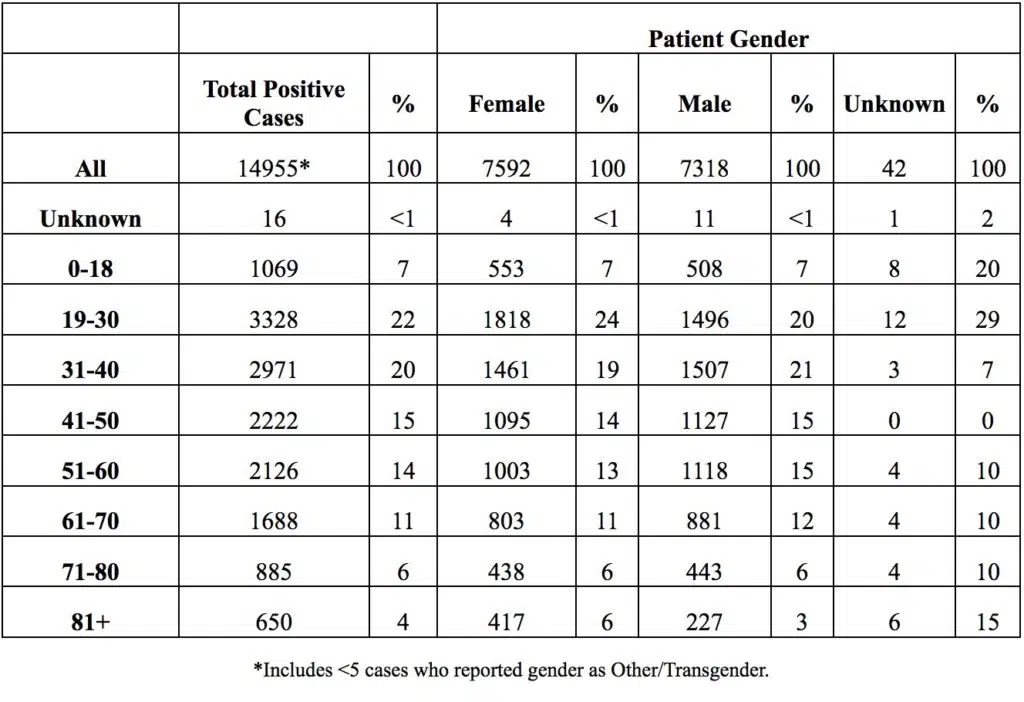 Patient Gender
Total Positive Cases % Female % Male % Unknown %
All 14955* 100 7592 100 7318 100 42 100
Unknown 16 <1 4 <1 11 <1 1 2
0-18 1069 7 553 7 508 7 8 20
19-30 3328 22 1818 24 1496 20 12 29
31-40 2971 20 1461 19 1507 21 3 7
41-50 2222 15 1095 14 1127 15 0 0
51-60 2126 14 1003 13 1118 15 4 10
61-70 1688 11 803 11 881 12 4 10
71-80 885 6 438 6 443 6 4 10
81+ 650 4 417 6 227 3 6 15
*Includes <5 cases who reported gender as Other/Transgender.